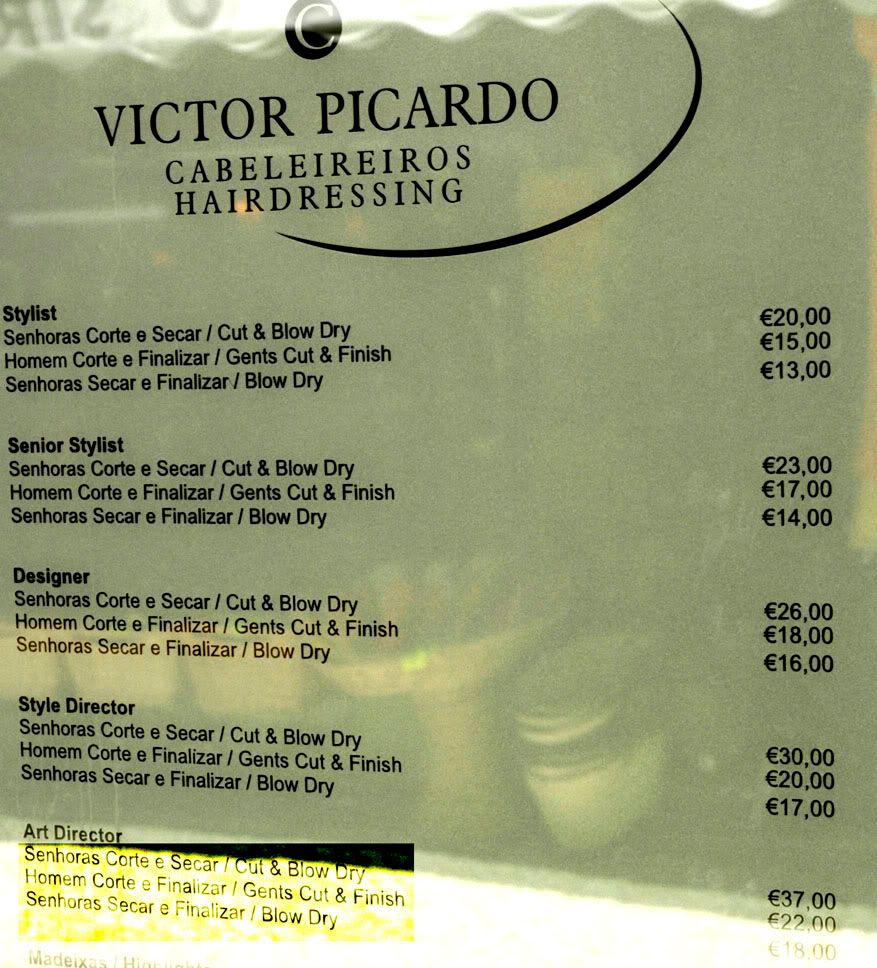 C
VICTOR PICARDO
CABELEIREIROS
HAIRDRESSING
Stylist
Senhoras Corte e Secar / Cut & Blow Dry €20,00
Homem Corte e Finalizar / Gents Cut & Finish €15,00
Senhoras Secar e Finalizar / Blow Dry €13,00
Senior Stylist
Senhoras Corte e Secar / Cut & Blow Dry €23,00
Homem Corte e Finalizar / Gents Cut & Finish €17,00
Senhoras Secar e Finalizar / Blow Dry €14,00
Designer
Senhoras Corte e Secar / Cut & Blow Dry €26,00
Homem Corte e Finalizar / Gents Cut & Finish €18,00
Senhoras Secar e Finalizar / Blow Dry €16,00
Style Director
Senhoras Corte e Secar / Cut & Blow Dry €30,00
Homem Corte e Finalizar / Gents Cut & Finish €20,00
Senhoras Secar e Finalizar / Blow Dry €17,00
Art Director
Senhoras Corte e Secar / Cut & Blow Dry €37,00
Homem Corte e Finalizar / Gents Cut & Finish €22,00
Senhoras Secar e Finalizar / Blow Dry €18,00
Madeixas / Highlights